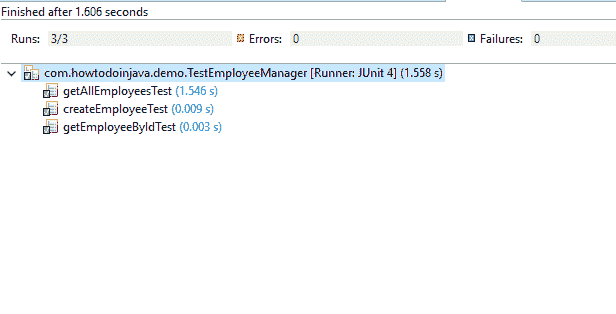 Finished after 1.606 seconds
Runs: 3/3 Errors: 0 Failures: 0
com.howtodoinjava.demo.TestEmployeeManager [Runner: JUnit 4] (1.558 s)
getAllEmployeesTest (1.546 s)
createEmployeeTest (0.009 s)
getEmployeeByIdTest (0.003 s)